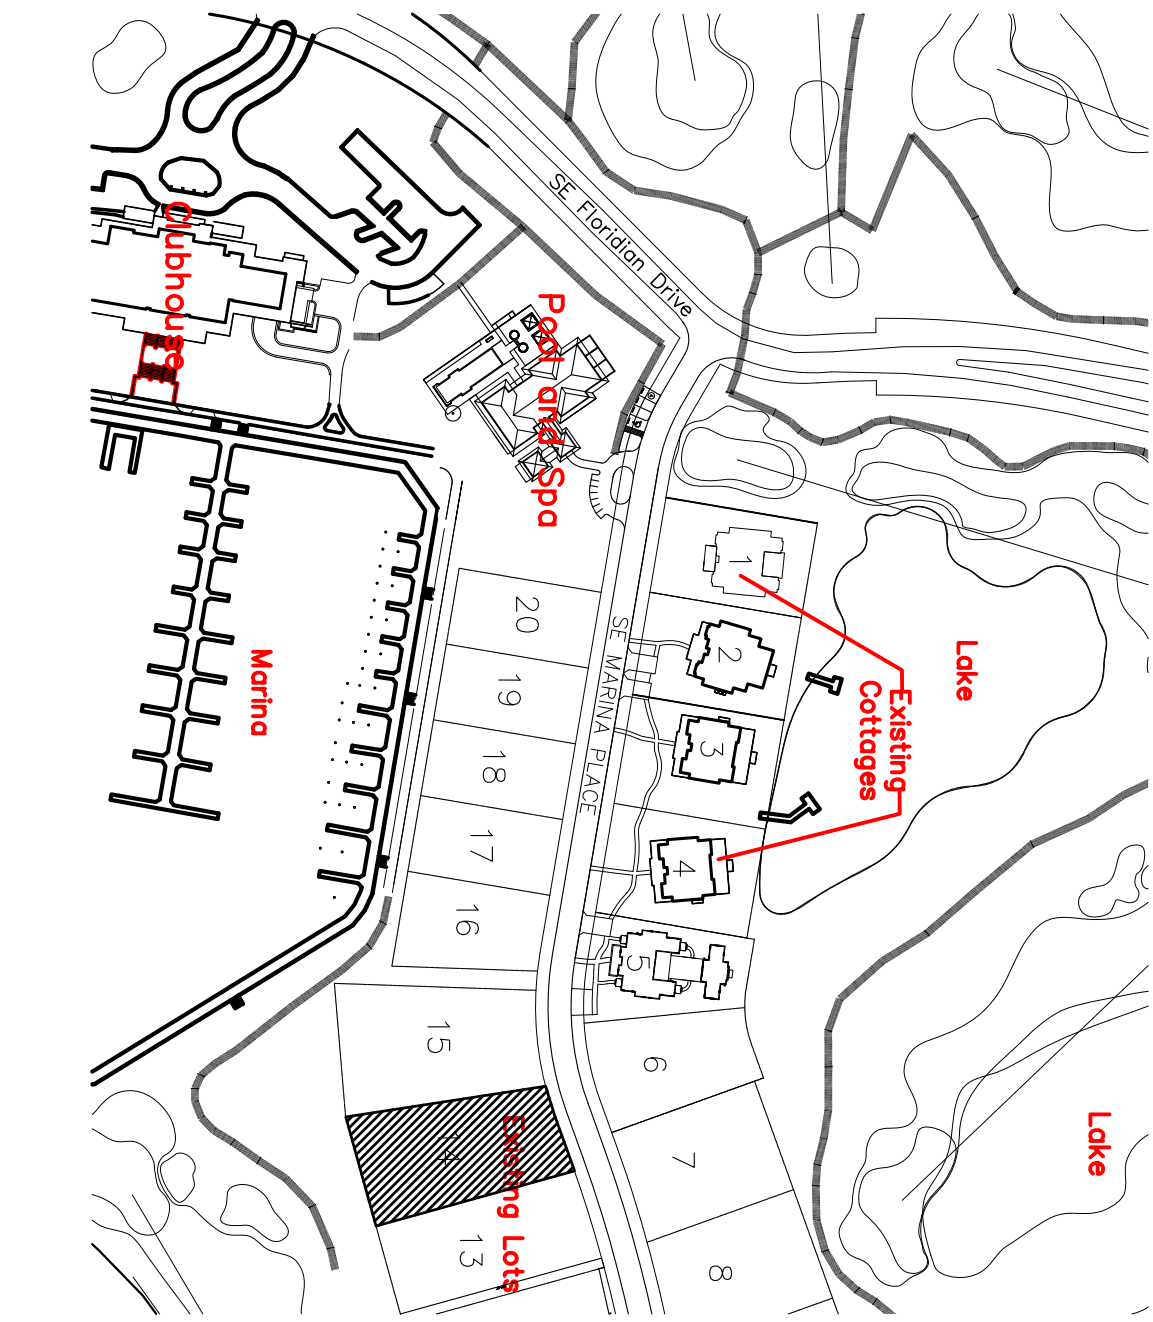 SE Floridian Drive
Clubhouse
Pool and Spa
1
Lake
20
SE MARINA PLACE
2
Existing
Cottages
19
Marina
3
18
17
4
16
5
15
6
Lake
14
Existing Lots
7
13
8